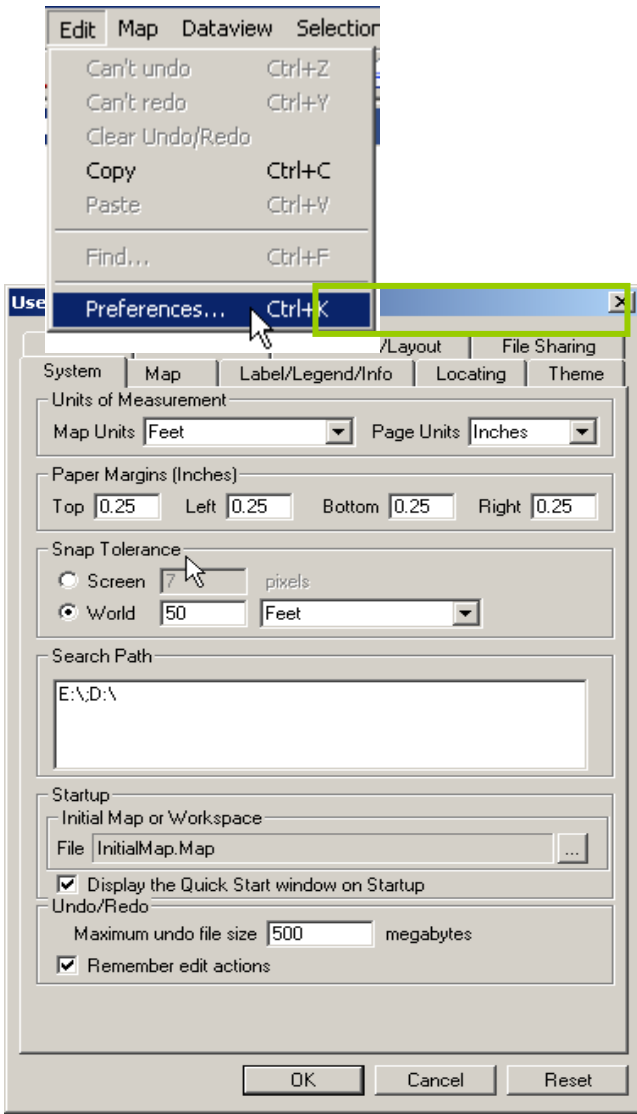 Edit Map Dataview Selection
Can't undo Ctrl+Z
Can't redo Ctrl+Y
Clear Undo/Redo
Copy Ctrl+C
Paste Ctrl+V
Find... Ctrl+F
Preferences... Ctrl+K
Use
/Layout File Sharing
System Map Label/Legend/Info Locating Theme
Units of Measurement
Map Units Feet Page Units Inches
Paper Margins (Inches)
Top 0.25 Left 0.25 Bottom 0.25 Right 0.25
Snap Tolerance
Screen 7 pixels
World 50 Feet
Search Path
E:\;D:\
Startup
Initial Map or Workspace
File InitialMap.Map ...
Display the Quick Start window on Startup
Undo/Redo
Maximum undo file size 500 megabytes
Remember edit actions
OK Cancel Reset